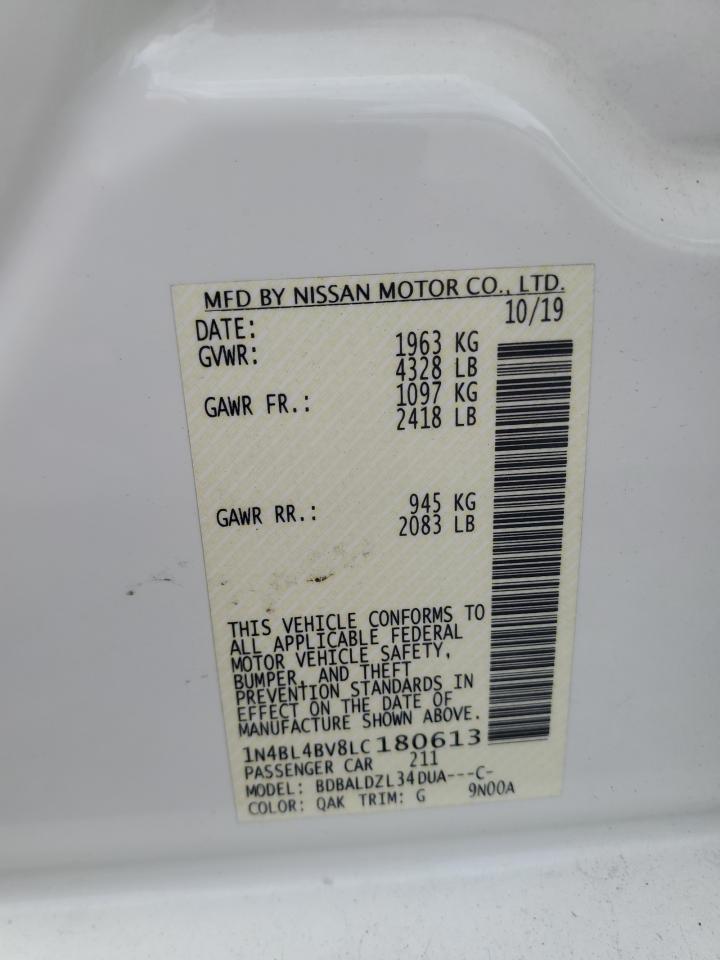 MFD BY NISSAN MOTOR CO., LTD.
DATE: 10/19
GVWR: 1963 KG
4328 LB
GAWR FR.: 1097 KG
2418 LB
GAWR RR.: 945 KG
2083 LB
THIS VEHICLE CONFORMS TO
ALL APPLICABLE FEDERAL
MOTOR VEHICLE SAFETY,
BUMPER, AND THEFT
PREVENTION STANDARDS IN
EFFECT ON THE DATE OF
MANUFACTURE SHOWN ABOVE.
1N4BL4BV8LC180613
PASSENGER CAR 211
MODEL: BDBALDZL34DUA---C-
COLOR: QAK TRIM: G 9N00A